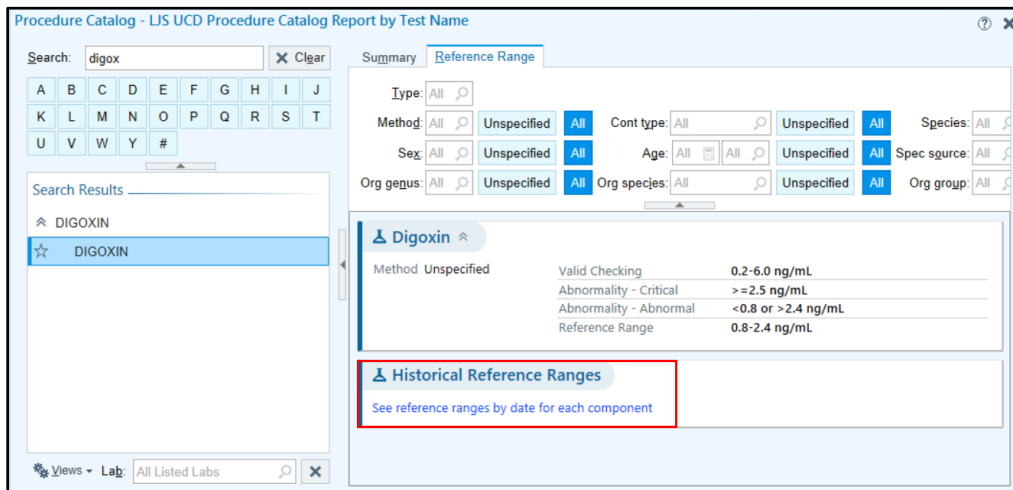 Procedure Catalog - LJS UCD Procedure Catalog Report by Test Name
Search: digox Clear
A B C D E F G H I J
K L M N O P Q R S T
U V W Y #
Search Results
DIGOXIN
DIGOXIN
Views Lab: All Listed Labs
Summary Reference Range
Type: All
Method: All Unspecified All Cont type: All Unspecified All Species: All
Sex: All Unspecified All Age: All All Unspecified All Spec source: All
Org genus: All Unspecified All Org species: All Unspecified All Org group: All
Digoxin
Method Unspecified
Valid Checking 0.2-6.0 ng/mL
Abnormality - Critical >=2.5 ng/mL
Abnormality - Abnormal <0.8 or >2.4 ng/mL
Reference Range 0.8-2.4 ng/mL
Historical Reference Ranges
See reference ranges by date for each component